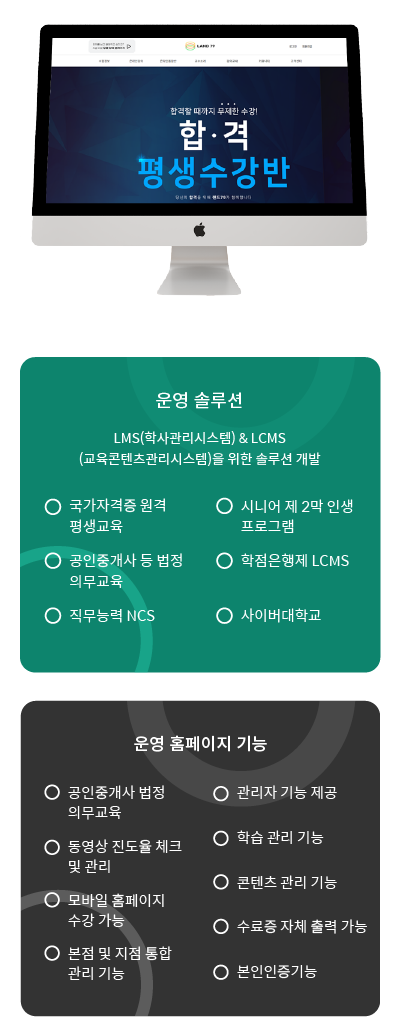 LAND
합격할 때까지 무제한 수강!
합·격
평생수강반
운영 솔루션
LMS(학사관리시스템) & LCMS
(교육콘텐츠관리시스템)을 위한 솔루션 개발
국가자격증 원격
평생교육
공인중개사 등 법정
의무교육
직무능력 NCS
시니어 제 2막 인생
프로그램
학점은행제 LCMS
사이버대학교
운영 홈페이지 기능
공인중개사 법정
의무교육
동영상 진도율 체크
및 관리
모바일 홈페이지
수강 가능
본점 및 지점 통합
관리 기능
관리자 기능 제공
학습 관리 기능
콘텐츠 관리 기능
수료증 자체 출력 가능
본인인증기능